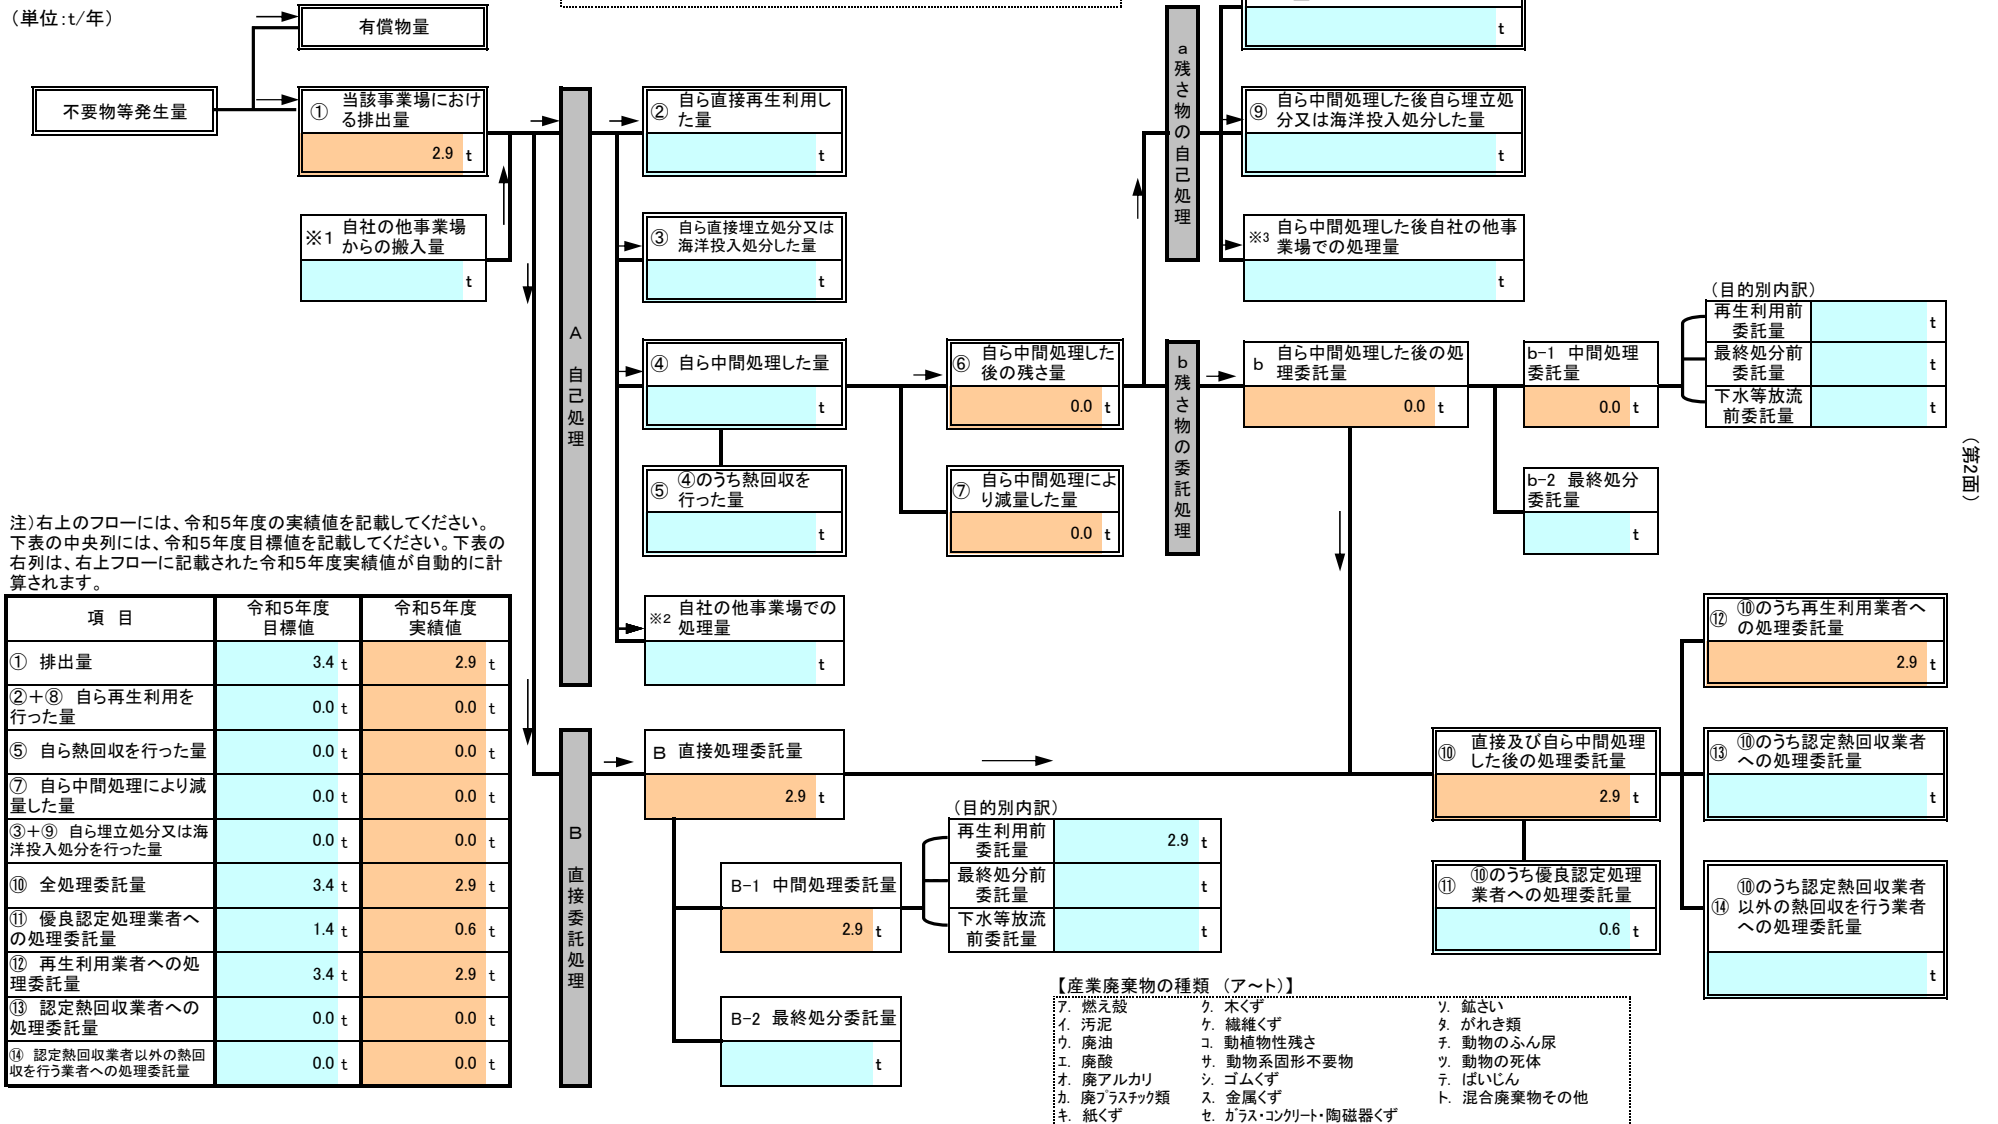 （単位：t/年）
有償物量
不要物等発生量
① 当該事業場におけ
る排出量
2.9 t
※1 自社の他事業場
からの搬入量
t
A 自己処理
② 自ら直接再生利用し
た量
t
③ 自ら直接埋立処分又は
海洋投入処分した量
t
④ 自ら中間処理した量
t
⑤ ④のうち熱回収を
行った量
t
※2 自社の他事業場での
処理量
t
⑥ 自ら中間処理した
後の残さ量
0.0 t
⑦ 自ら中間処理によ
り減量した量
0.0 t
a 残さ物の自己処理
t
⑨ 自ら中間処理した後自ら埋立処
分又は海洋投入処分した量
t
※3 自ら中間処理した後自社の他事
業場での処理量
t
b 残さ物の委託処理
b 自ら中間処理した後の処
理委託量
0.0 t
b-1 中間処理
委託量
0.0 t
（目的別内訳）
再生利用前
委託量
t
最終処分前
委託量
t
下水等放流
前委託量
t
b-2 最終処分
委託量
t
（第2面）
注）右上のフローには、令和5年度の実績値を記載してください。
下表の中央列には、令和5年度目標値を記載してください。下表の
右列は、右上フローに記載された令和5年度実績値が自動的に計
算されます。
項 目 令和5年度
目標値 令和5年度
実績値
① 排出量 3.4 t 2.9 t
②＋⑧ 自ら再生利用を
行った量 0.0 t 0.0 t
⑤ 自ら熱回収を行った量 0.0 t 0.0 t
⑦ 自ら中間処理により減
量した量 0.0 t 0.0 t
③＋⑨ 自ら埋立処分又は海
洋投入処分を行った量 0.0 t 0.0 t
⑩ 全処理委託量 3.4 t 2.9 t
⑪ 優良認定処理業者へ
の処理委託量 1.4 t 0.6 t
⑫ 再生利用業者への処
理委託量 3.4 t 2.9 t
⑬ 認定熱回収業者への
処理委託量 0.0 t 0.0 t
⑭ 認定熱回収業者以外の熱回
収を行う業者への処理委託量 0.0 t 0.0 t
B 直接委託処理
B 直接処理委託量
2.9 t
B-1 中間処理委託量
2.9 t
B-2 最終処分委託量
t
（目的別内訳）
再生利用前
委託量
2.9 t
最終処分前
委託量
t
下水等放流
前委託量
t
⑩ 直接及び自ら中間処理
した後の処理委託量
2.9 t
⑪ ⑩のうち優良認定処理
業者への処理委託量
0.6 t
⑫ ⑩のうち再生利用業者へ
の処理委託量
2.9 t
⑬ ⑩のうち認定熱回収業者
への処理委託量
t
⑭ ⑩のうち認定熱回収業者
以外の熱回収を行う業者
への処理委託量
t
【産業廃棄物の種類 （ア～ト）】
ア. 燃え殻 ク. 木くず ソ. 鉱さい
イ. 汚泥 ケ. 繊維くず タ. がれき類
ウ. 廃油 コ. 動植物性残さ チ. 動物のふん尿
エ. 廃酸 サ. 動物系固形不要物 ツ. 動物の死体
オ. 廃アルカリ シ. ゴムくず テ. ばいじん
カ. 廃プラスチック類 ス. 金属くず ト. 混合廃棄物その他
キ. 紙くず セ. ガラス・コンクリート・陶磁器くず